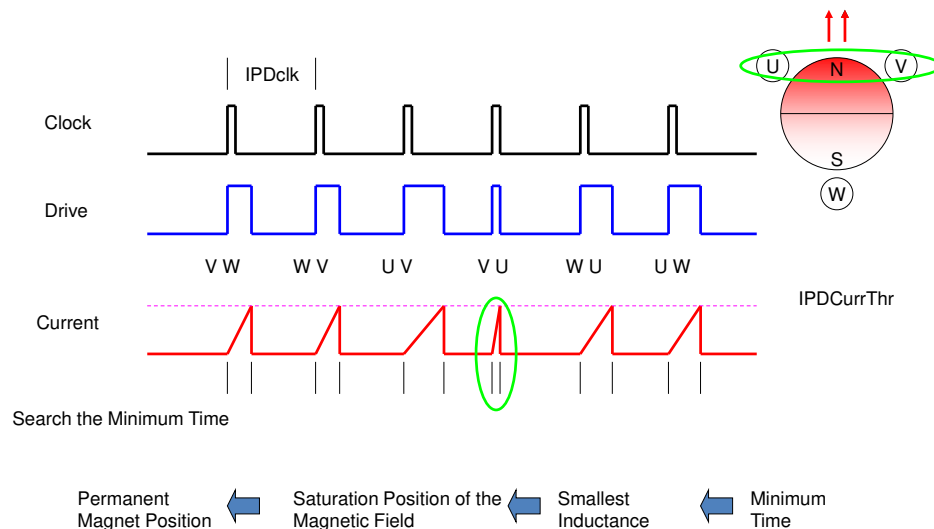 IPDclk
U
V
N
Clock
S
Drive
W
V W
W V
U V
V U
W U
U W
IPDCurrThr
Current
Search the Minimum Time
Permanent
Magnet Position
Saturation Position of the
Magnetic Field
Smallest
Inductance
Minimum
Time